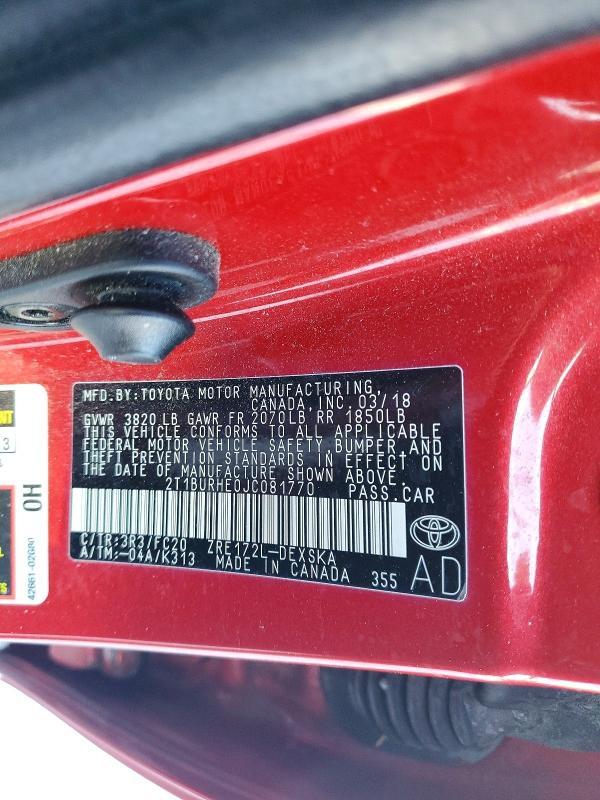 MFD.BY:TOYOTA MOTOR MANUFACTURING
CANADA, INC. 03/18
GVWR 3820 LB GAWR FR 2070LB RR 1850LB
THIS VEHICLE CONFORMS TO ALL APPLICABLE
FEDERAL MOTOR VEHICLE SAFETY, BUMPER AND
THEFT PREVENTION STANDARDS IN EFFECT ON
THE DATE OF MANUFACTURE SHOWN ABOVE.
2T1BURHE0JC081770 PASS.CAR
C/TR:3R3/FC20 ZRE172L-DEXSKA
A/TM:-04A/K313 MADE IN CANADA 355
AD
0H
3